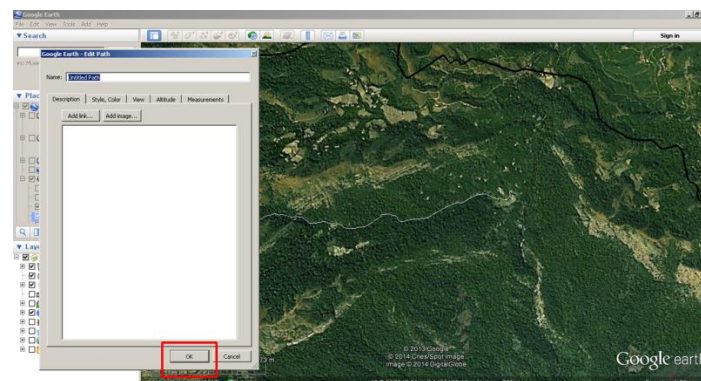 Google Earth
File Edit View Tools Add Help
▼ Search
Sign in
Google Earth - Edit Path
Name: Untitled Path
▼ Plac
Description Style, Color View Altitude Measurements
Add link... Add image...
▼ Laye
OK Cancel
© 2013 Google
© 2014 Cnes/Spot Image
Image © 2014 DigitalGlobe
Google earth